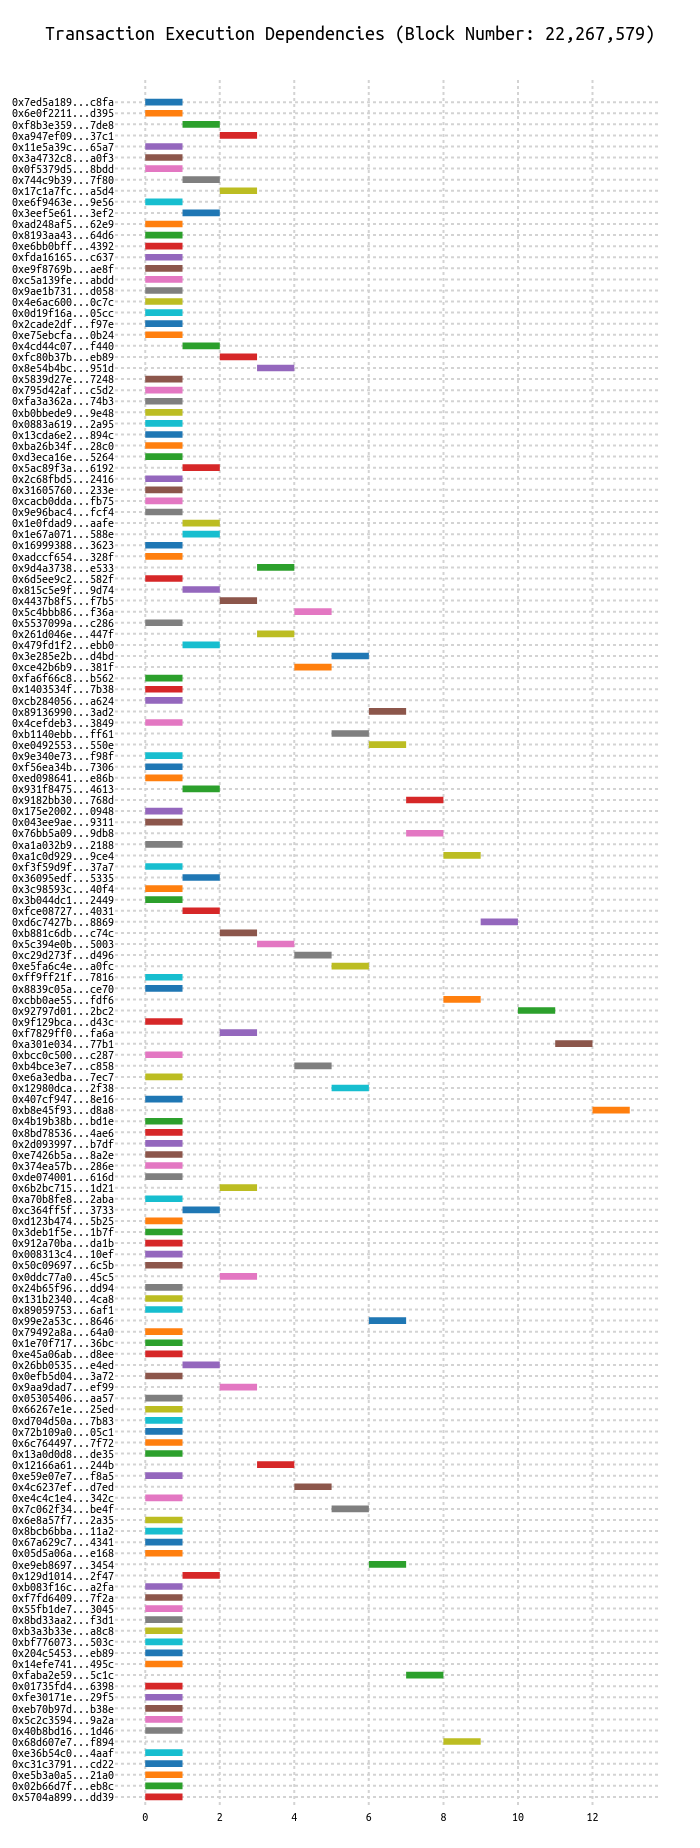 Transaction Execution Dependencies (Block Number: 22,267,579)
0x7ed5a189...c8fa
0x6e0f2211...d395
0xf8b3e359...7de8
0xa947ef09...37c1
0x11e5a39c...65a7
0x3a4732c8...a0f3
0x0f5379d5...8bdd
0x744c9b39...7f80
0x17c1a7fc...a5d4
0xe6f9463e...9e56
0x3eef5e61...3ef2
0xad248af5...62e9
0x8193aa43...64d6
0xe6bb0bff...4392
0xfda16165...c637
0xe9f8769b...ae8f
0xc5a139fe...abdd
0x9ae1b731...d058
0x4e6ac600...0c7c
0x0d19f16a...05cc
0x2cade2df...f97e
0xe75ebcfa...0b24
0x4cd44c07...f440
0xfc80b37b...eb89
0x8e54b4bc...951d
0x5839d27e...7248
0x795d42af...c5d2
0xfa3a362a...74b3
0xb0bbede9...9e48
0x0883a619...2a95
0x13cda6e2...894c
0xba26b34f...28c0
0xd3eca16e...5264
0x5ac89f3a...6192
0x2c68fbd5...2416
0x31605760...233e
0xcacb0dda...fb75
0x9e96bac4...fcf4
0x1e0fdad9...aafe
0x1e67a071...588e
0x16999388...3623
0xadccf654...328f
0x9d4a3738...e533
0x6d5ee9c2...582f
0x815c5e9f...9d74
0x4437b8f5...f7b5
0x5c4bbb86...f36a
0x5537099a...c286
0x261d046e...447f
0x479fd1f2...ebb0
0x3e285e2b...d4bd
0xce42b6b9...381f
0xfa6f66c8...b562
0x1403534f...7b38
0xcb284056...a624
0x89136990...3ad2
0x4cefdeb3...3849
0xb1140ebb...ff61
0xe0492553...550e
0x9e340e73...f98f
0xf56ea34b...7306
0xed098641...e86b
0x931f8475...4613
0x9182bb30...768d
0x175e2002...0948
0x043ee9ae...9311
0x76bb5a09...9db8
0xa1a032b9...2188
0xa1c0d929...9ce4
0xf3f59d9f...37a7
0x36095edf...5335
0x3c98593c...40f4
0x3b044dc1...2449
0xfce08727...4031
0xd6c7427b...8869
0xb881c6db...c74c
0x5c394e0b...5003
0xc29d273f...d496
0xe5fa6c4e...a0fc
0xff9ff21f...7816
0x8839c05a...ce70
0xcbb0ae55...fdf6
0x92797d01...2bc2
0x9f129bca...d43c
0xf7829ff0...fa6a
0xa301e034...77b1
0xbcc0c500...c287
0xb4bce3e7...c858
0xe6a3edba...7ec7
0x12980dca...2f38
0x407cf947...8e16
0xb8e45f93...d8a8
0x4b19b38b...bd1e
0x8bd78536...4ae6
0x2d093997...b7df
0xe7426b5a...8a2e
0x374ea57b...286e
0xde074001...616d
0x6b2bc715...1d21
0xa70b8fe8...2aba
0xc364ff5f...3733
0xd123b474...5b25
0x3deb1f5e...1b7f
0x912a70ba...da1b
0x008313c4...10ef
0x50c09697...6c5b
0x0ddc77a0...45c5
0x24b65f96...dd94
0x131b2340...4ca8
0x89059753...6af1
0x99e2a53c...8646
0x79492a8a...64a0
0x1e70f717...36bc
0xe45a06ab...d8ee
0x26bb0535...e4ed
0x0efb5d04...3a72
0x9aa9dad7...ef99
0x05305406...aa57
0x66267e1e...25ed
0xd704d50a...7b83
0x72b109a0...05c1
0x6c764497...7f72
0x13a0d0d8...de35
0x12166a61...244b
0xe59e07e7...f8a5
0x4c6237ef...d7ed
0xe4c4c1e4...342c
0x7c062f34...be4f
0x6e8a57f7...2a35
0x8bcb6bba...11a2
0x67a629c7...4341
0x05d5a06a...e168
0xe9eb8697...3454
0x129d1014...2f47
0xb083f16c...a2fa
0xf7fd6409...7f2a
0x55fb1de7...3045
0x8bd33aa2...f3d1
0xb3a3b33e...a8c8
0xbf776073...503c
0x204c5453...eb89
0x14efe741...495c
0xfaba2e59...5c1c
0x01735fd4...6398
0xfe30171e...29f5
0xeb70b97d...b38e
0x5c2c3594...9a2a
0x40b8bd16...1d46
0x68d607e7...f894
0xe36b54c0...4aaf
0xc31c3791...cd22
0xe5b3a0a5...21a0
0x02b66d7f...eb8c
0x5704a899...dd39
0 2 4 6 8 10 12